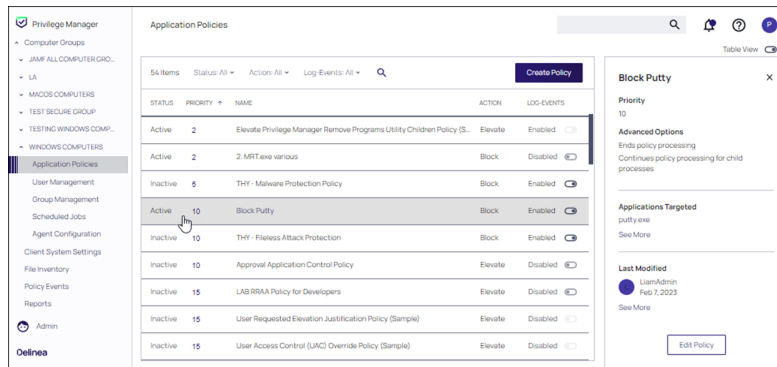 Privilege Manager
Computer Groups
JAMF ALL COMPUTER GRO...
LA
MACOS COMPUTERS
TEST SECURE GROUP
TESTING WINDOWS COMP...
WINDOWS COMPUTERS
Application Policies
User Management
Group Management
Scheduled Jobs
Agent Configuration
Client System Settings
File Inventory
Policy Events
Reports
Admin
Delinea
Application Policies
P
Table View
54 Items Status: All Action: All Log-Events: All Create Policy
STATUS PRIORITY NAME ACTION LOG-EVENTS
Active 2 Elevate Privilege Manager Remove Programs Utility Children Policy (S... Elevate Enabled
Active 2 2. MRT.exe various Block Disabled
Inactive 5 THY - Malware Protection Policy Block Enabled
Active 10 Block Putty Block Enabled
Inactive 10 THY - Fileless Attack Protection Block Enabled
Inactive 10 Approval Application Control Policy Elevate Disabled
Inactive 15 LAB RRAA Policy for Developers Elevate Disabled
Inactive 15 User Requested Elevation Justification Policy (Sample) Elevate Disabled
Inactive 15 User Access Control (UAC) Override Policy (Sample) Elevate Disabled
Block Putty
Priority
10
Advanced Options
Ends policy processing
Continues policy processing for child
processes
Applications Targeted
putty.exe
See More
Last Modified
L LiamAdmin
Feb 7, 2023
See More
Edit Policy